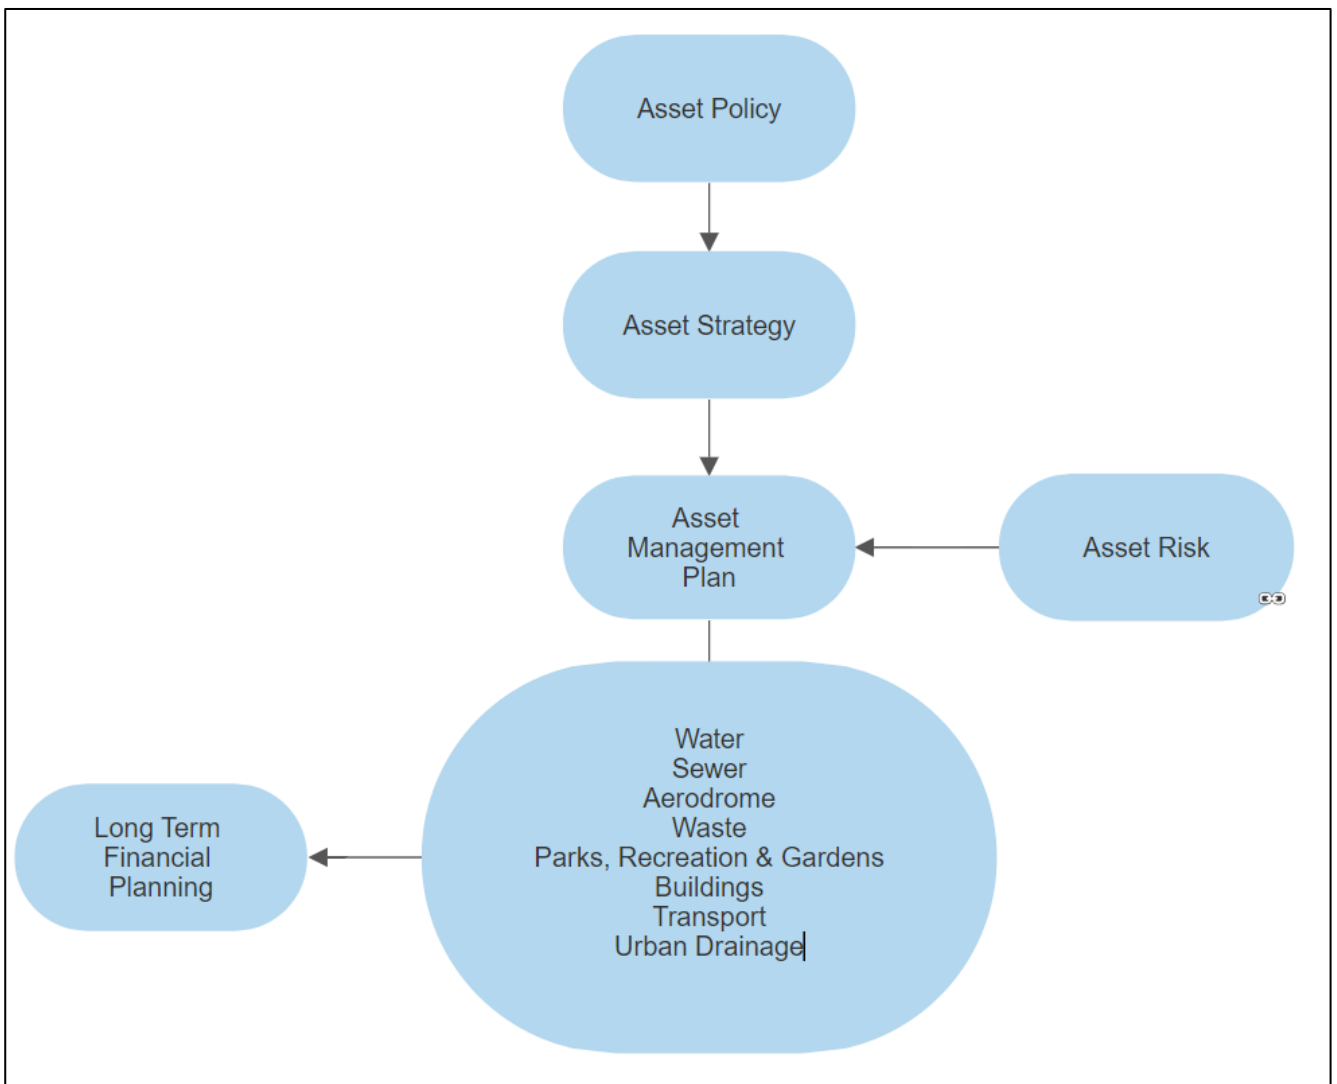 Asset Policy
Asset Strategy
Asset
Management
Plan
Asset Risk
Water
Sewer
Aerodrome
Waste
Parks, Recreation & Gardens
Buildings
Transport
Urban Drainage
Long Term
Financial
Planning